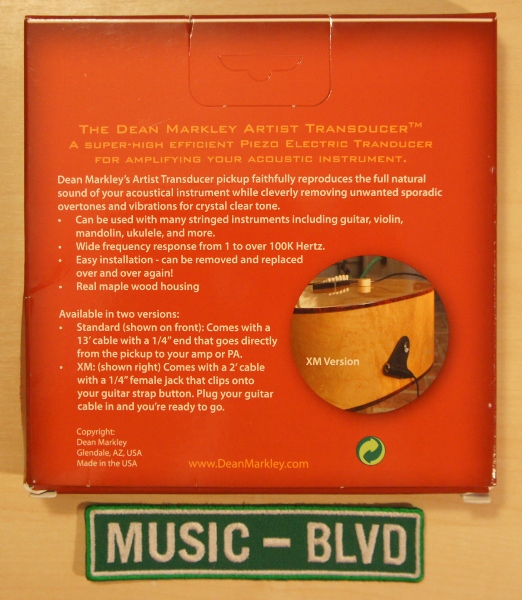 The Dean Markley Artist Transducer™
A super-high efficient Piezo Electric Tranducer
for amplifying your acoustic instrument.
Dean Markley's Artist Transducer pickup faithfully reproduces the full natural
sound of your acoustical instrument while cleverly removing unwanted sporadic
overtones and vibrations for crystal clear tone.
• Can be used with many stringed instruments including guitar, violin,
mandolin, ukulele, and more.
• Wide frequency response from 1 to over 100K Hertz.
• Easy installation - can be removed and replaced
over and over again!
• Real maple wood housing
Available in two versions:
• Standard (shown on front): Comes with a
13' cable with a 1/4" end that goes directly
from the pickup to your amp or PA.
• XM: (shown right) Comes with a 2' cable
with a 1/4" female jack that clips onto
your guitar strap button. Plug your guitar
cable in and you're ready to go.
XM Version
Copyright:
Dean Markley
Glendale, AZ, USA
Made in the USA
www.DeanMarkley.com
MUSIC – BLVD